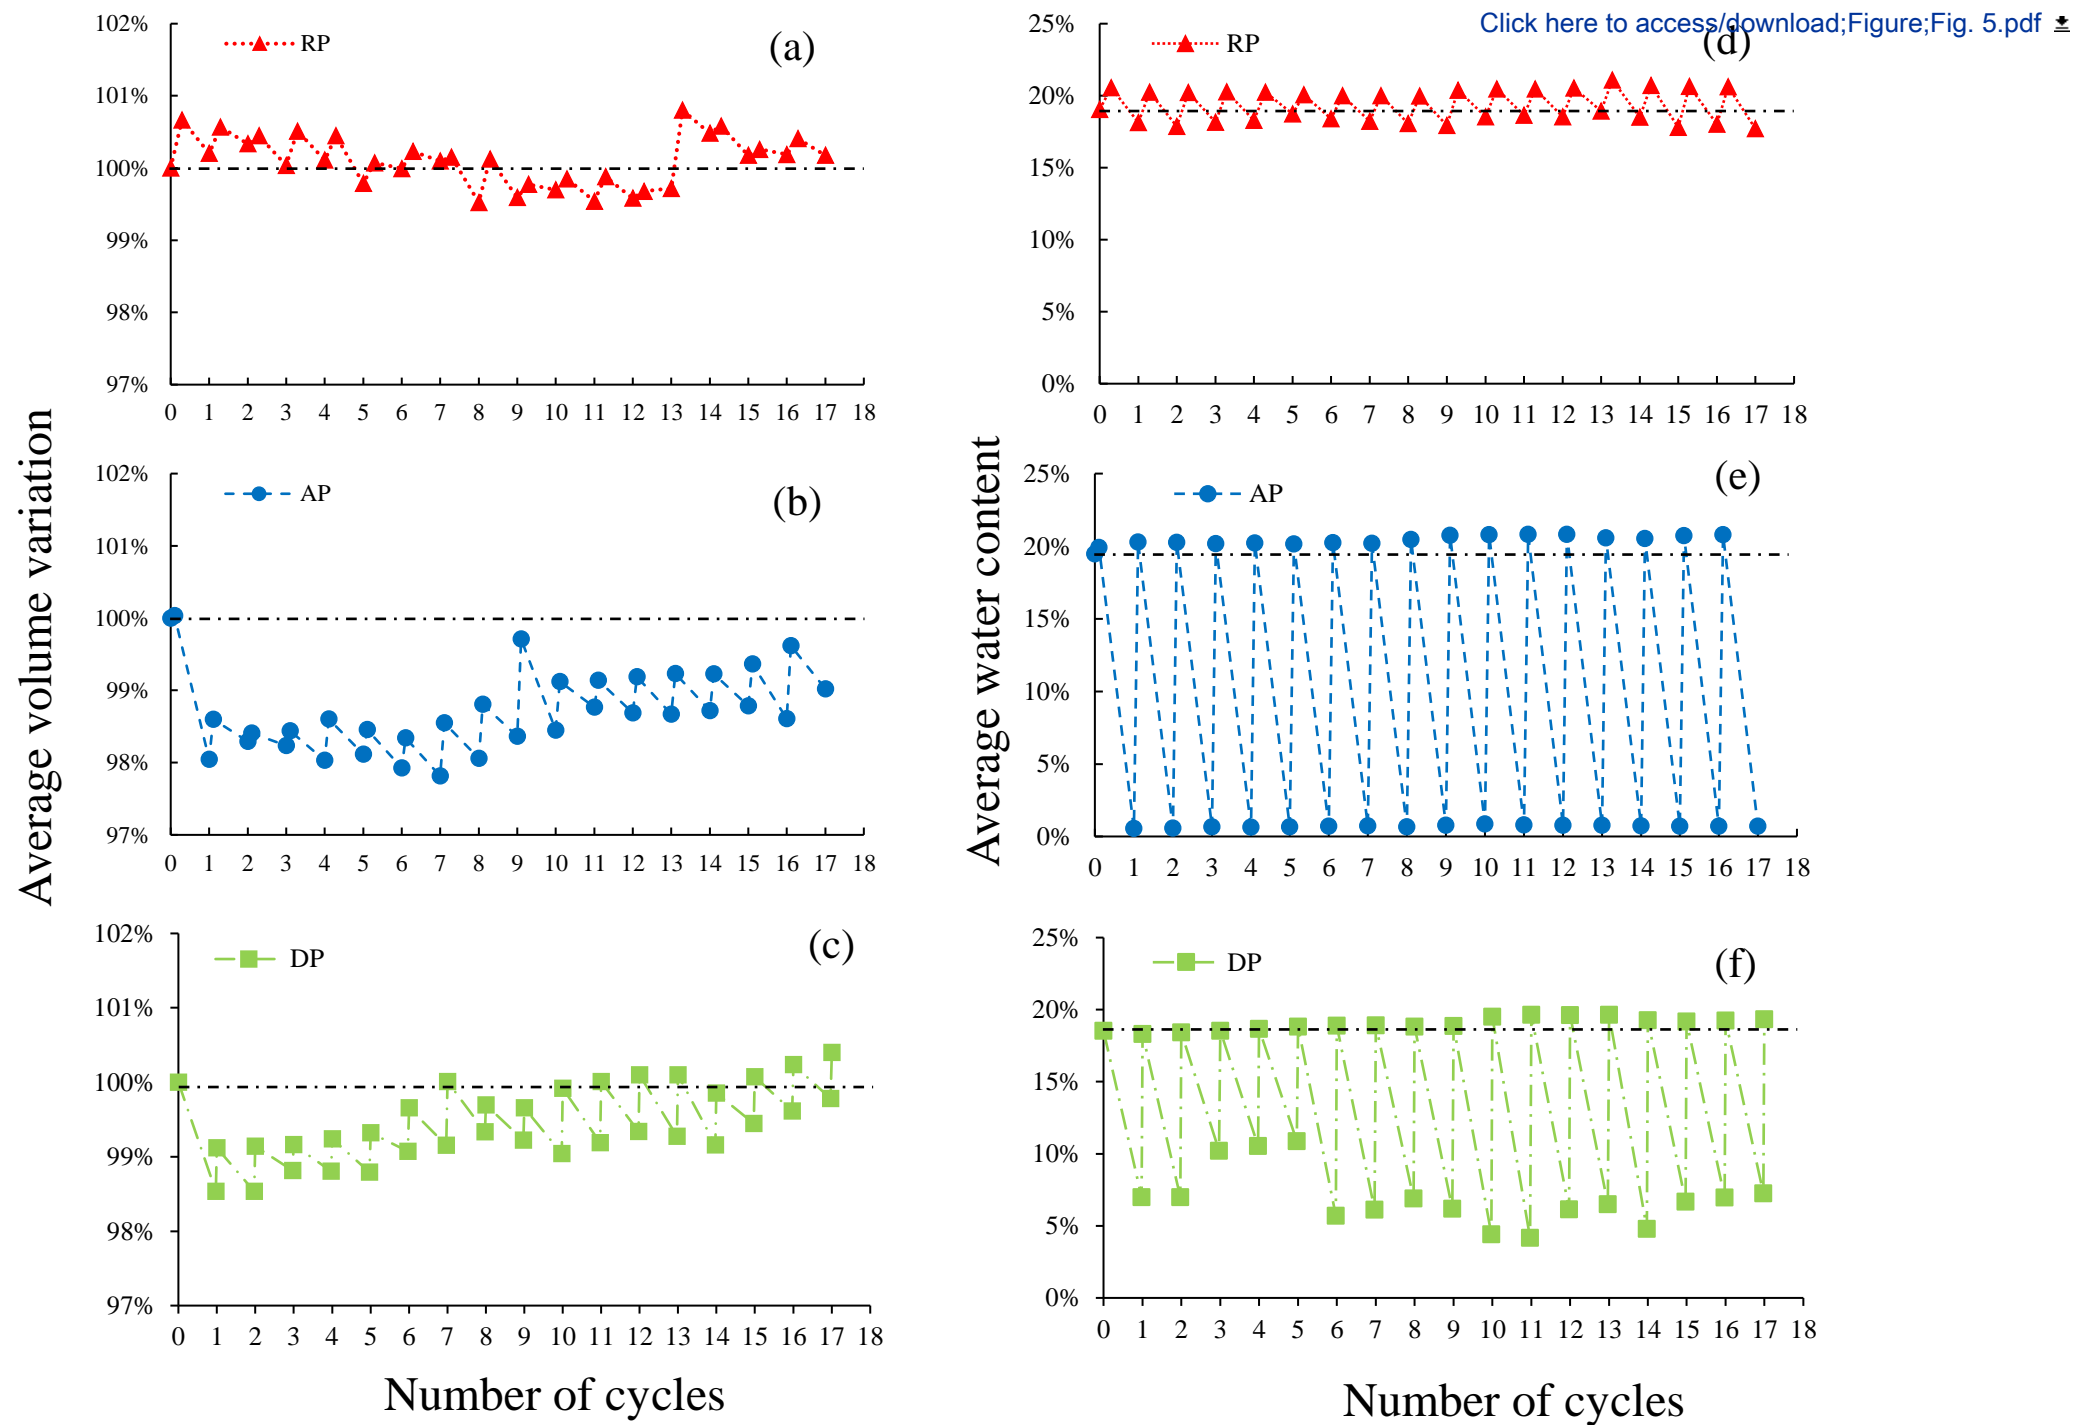 Click here to access/download;Figure;Fig. 5.pdf
Average volume variation
102%
101%
100%
99%
98%
97%
RP
(a)
0 1 2 3 4 5 6 7 8 9 10 11 12 13 14 15 16 17 18
102%
101%
100%
99%
98%
97%
AP
(b)
0 1 2 3 4 5 6 7 8 9 10 11 12 13 14 15 16 17 18
102%
101%
100%
99%
98%
97%
DP
(c)
0 1 2 3 4 5 6 7 8 9 10 11 12 13 14 15 16 17 18
Number of cycles
Average water content
25%
20%
15%
10%
5%
0%
RP
(d)
0 1 2 3 4 5 6 7 8 9 10 11 12 13 14 15 16 17 18
25%
20%
15%
10%
5%
0%
AP
(e)
0 1 2 3 4 5 6 7 8 9 10 11 12 13 14 15 16 17 18
25%
20%
15%
10%
5%
0%
DP
(f)
0 1 2 3 4 5 6 7 8 9 10 11 12 13 14 15 16 17 18
Number of cycles